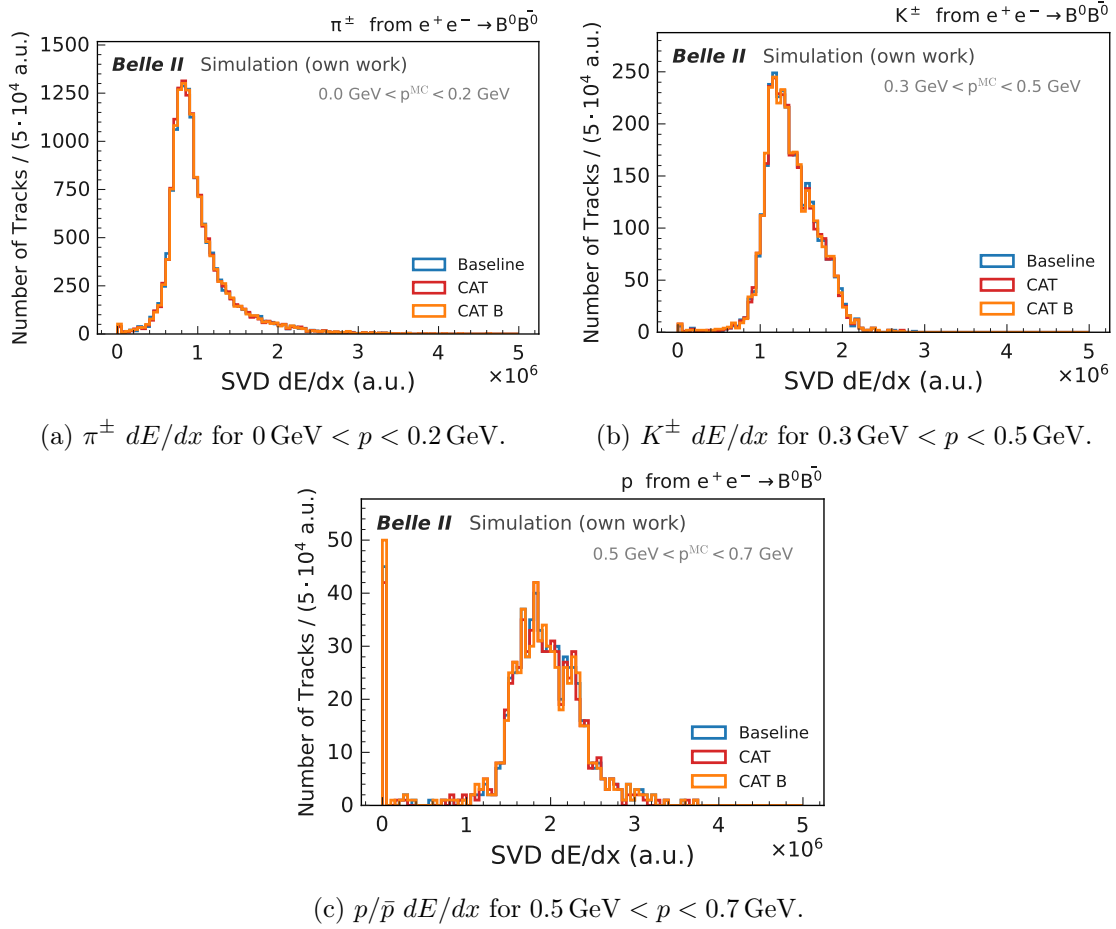 π± from e+e−→B0B̄0
Number of Tracks / (5·10^4 a.u.)
1500
1250
1000
750
500
250
0
Belle II Simulation (own work)
0.0 GeV < p^MC < 0.2 GeV
Baseline
CAT
CAT B
0 1 2 3 4 5
×10^6
SVD dE/dx (a.u.)
(a) π± dE/dx for 0 GeV < p < 0.2 GeV.
K± from e+e−→B0B̄0
Number of Tracks / (5·10^4 a.u.)
250
200
150
100
50
0
Belle II Simulation (own work)
0.3 GeV < p^MC < 0.5 GeV
Baseline
CAT
CAT B
0 1 2 3 4 5
×10^6
SVD dE/dx (a.u.)
(b) K± dE/dx for 0.3 GeV < p < 0.5 GeV.
p from e+e−→B0B̄0
Number of Tracks / (5·10^4 a.u.)
50
40
30
20
10
0
Belle II Simulation (own work)
0.5 GeV < p^MC < 0.7 GeV
Baseline
CAT
CAT B
0 1 2 3 4 5
×10^6
SVD dE/dx (a.u.)
(c) p/p̄ dE/dx for 0.5 GeV < p < 0.7 GeV.